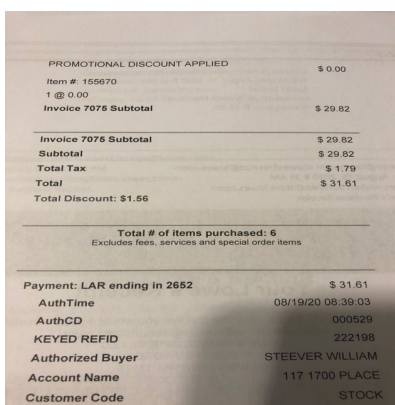 PROMOTIONAL DISCOUNT APPLIED $ 0.00
Item #: 155670
1 @ 0.00
Invoice 7075 Subtotal $ 29.82
Invoice 7075 Subtotal $ 29.82
Subtotal $ 29.82
Total Tax $ 1.79
Total $ 31.61
Total Discount: $1.56
Total # of items purchased: 6
Excludes fees, services and special order items
Payment: LAR ending in 2652 $ 31.61
AuthTime 08/19/20 08:39:03
AuthCD 000529
KEYED REFID 222198
Authorized Buyer STEEVER WILLIAM
Account Name 117 1700 PLACE
Customer Code STOCK